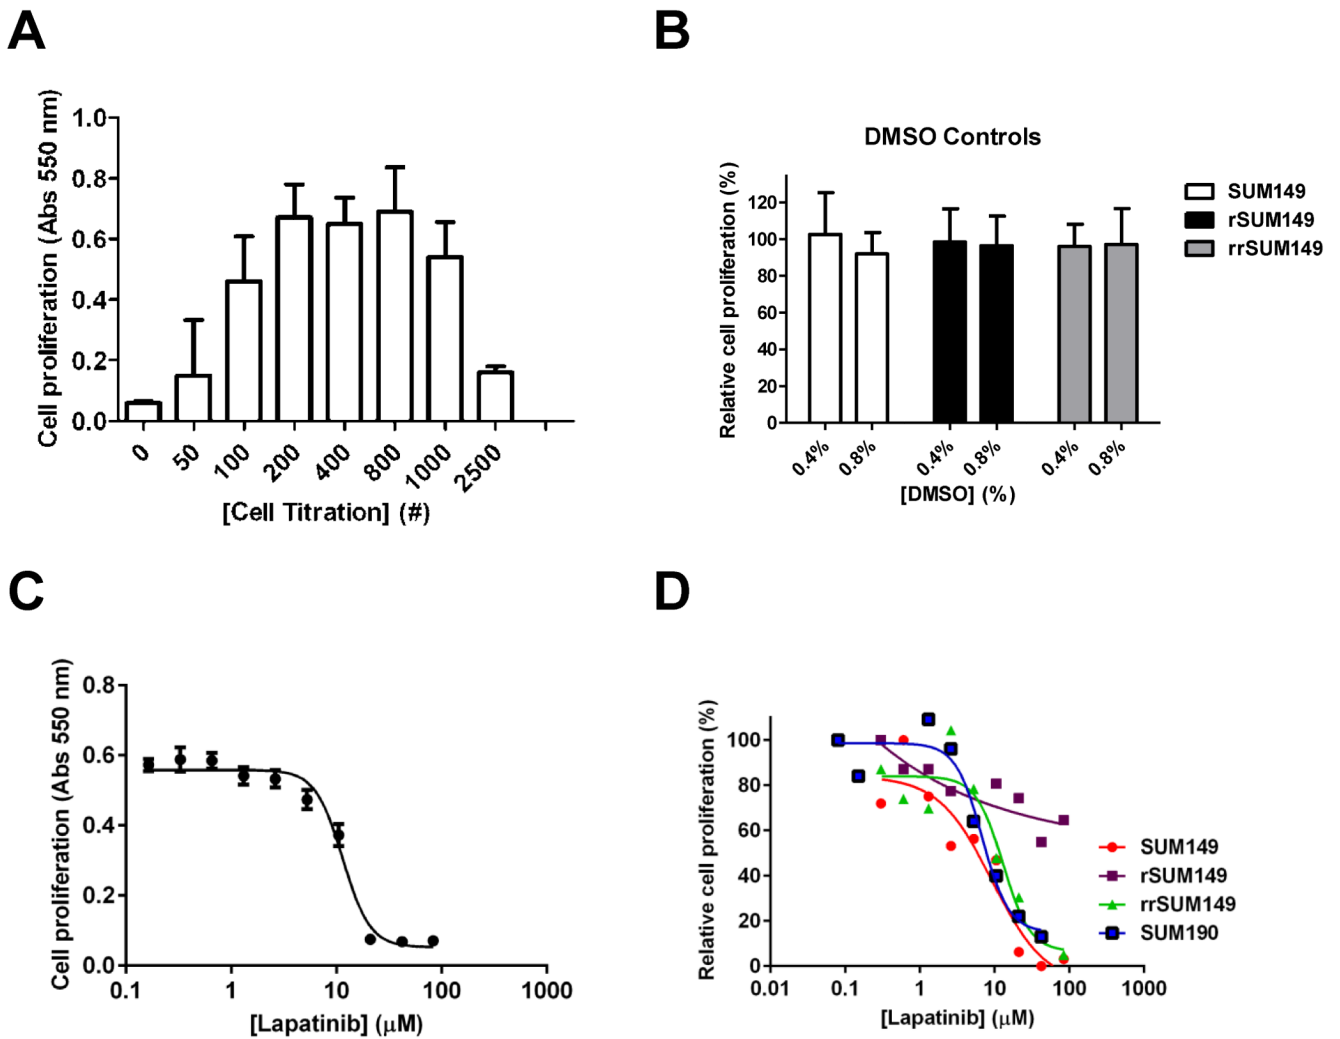 A
Cell proliferation (Abs 550 nm)
1.0
0.8
0.6
0.4
0.2
0.0
0 50 100 200 400 800 1000 2500
[Cell Titration] (#)
B
DMSO Controls
Relative cell proliferation (%)
120
100
80
60
40
20
0
0.4% 0.8% 0.4% 0.8% 0.4% 0.8%
[DMSO] (%)
SUM149
rSUM149
rrSUM149
C
Cell proliferation (Abs 550 nm)
0.8
0.6
0.4
0.2
0.0
0.1 1 10 100 1000
[Lapatinib] (μM)
D
Relative cell proliferation (%)
100
80
60
40
20
0
0.01 0.1 1 10 100 1000
[Lapatinib] (μM)
SUM149
rSUM149
rrSUM149
SUM190